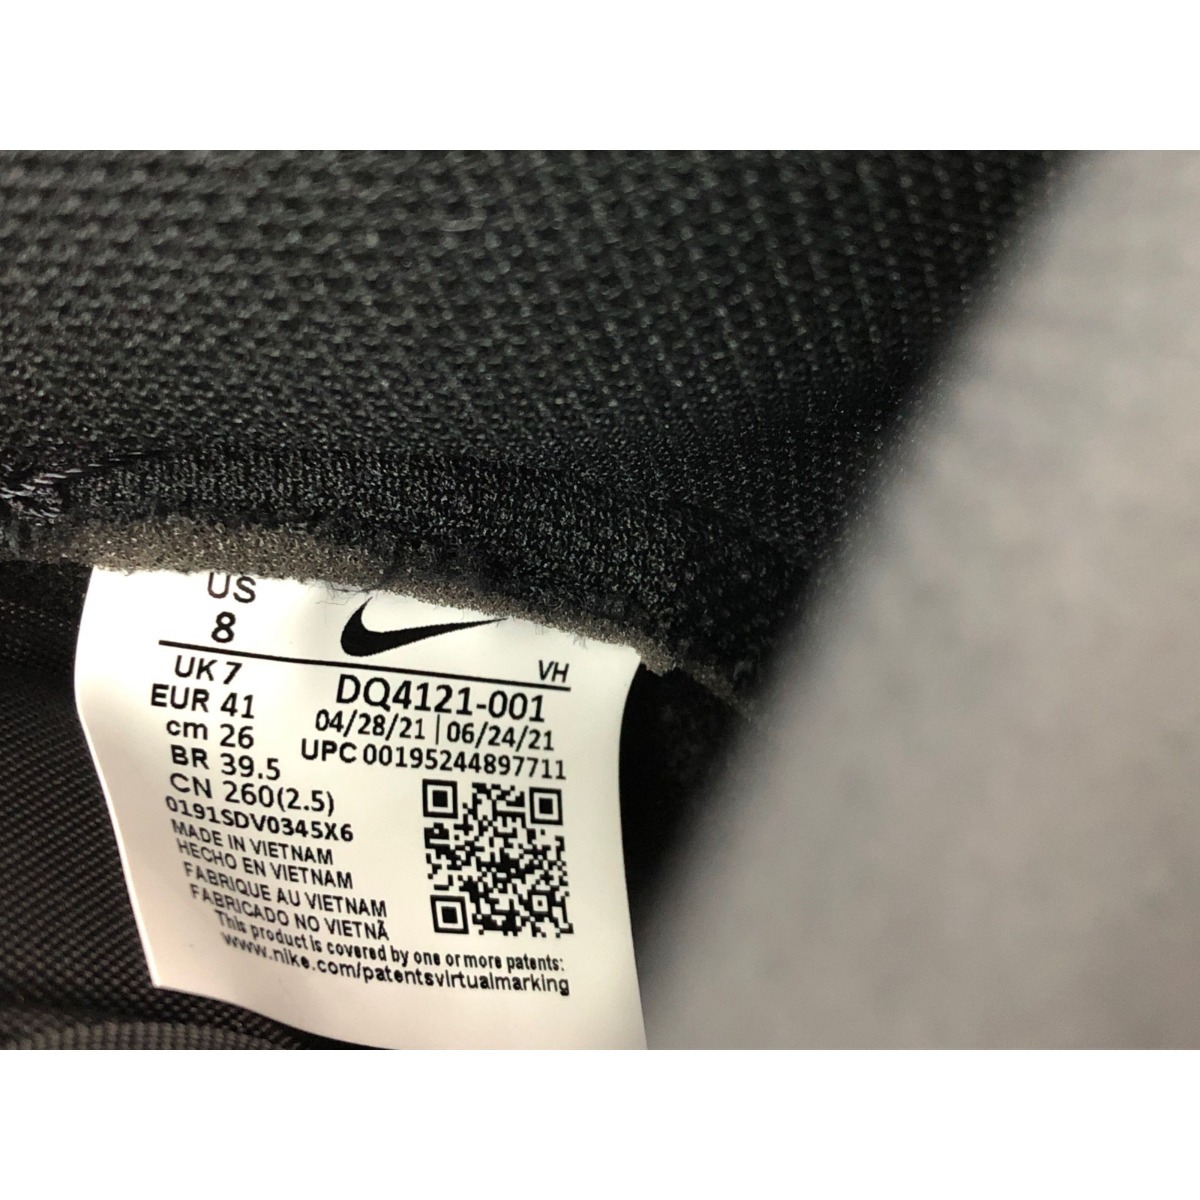 US
8
UK 7
EUR 41
cm 26
BR 39.5
CN 260(2.5)
0191SDV0345X6
MADE IN VIETNAM
HECHO EN VIETNAM
FABRIQUE AU VIETNAM
FABRICADO NO VIETNÃ
VH
DQ4121-001
04/28/21 | 06/24/21
UPC 00195244897711
This product is covered by one or more patents:
www.nike.com/patentsvirtualmarking